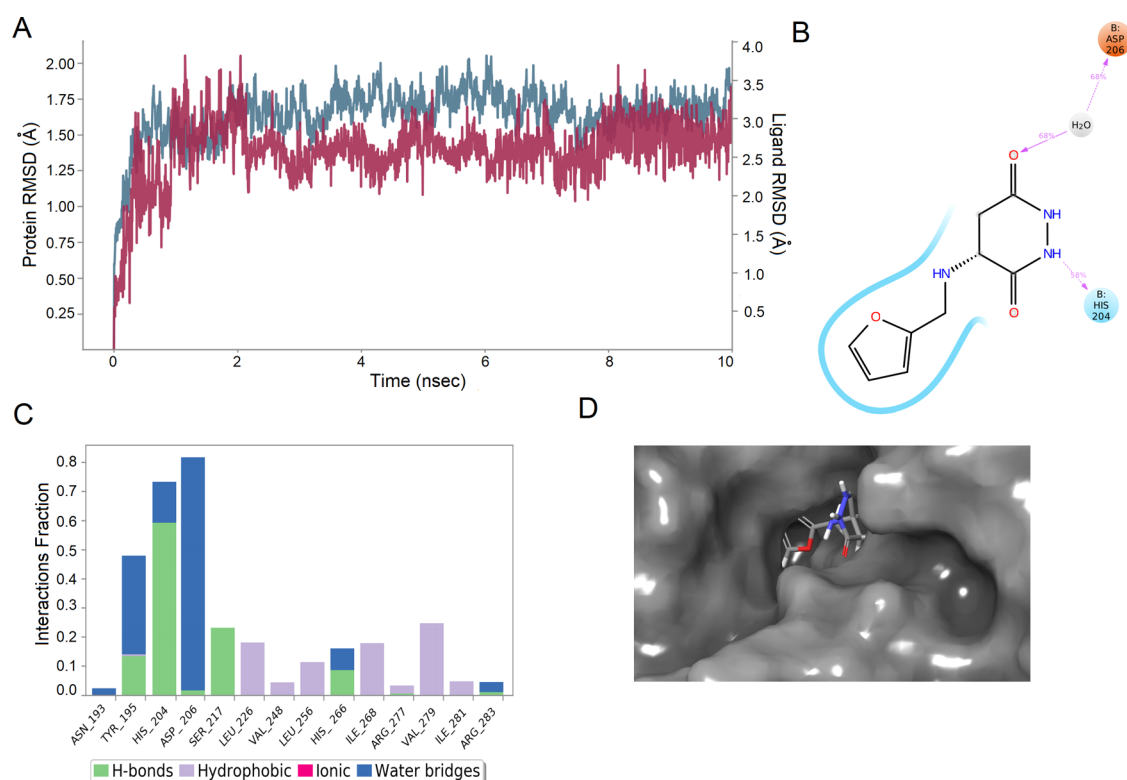 A
Protein RMSD (Å)
2.00
1.75
1.50
1.25
1.00
0.75
0.50
0.25
4.0
3.5
3.0
2.5
2.0
1.5
1.0
0.5
Ligand RMSD (Å)
0 2 4 6 8 10
Time (nsec)
B
B:
ASP
206
68%
H₂O
68%
O
NH
NH
58%
B:
HIS
204
HN
O
O
C
Interactions Fraction
0.8
0.7
0.6
0.5
0.4
0.3
0.2
0.1
0.0
ASN_193 TYR_195 HIS_204 ASP_206 SER_217 LEU_226 VAL_248 LEU_256 HIS_266 ILE_268 ARG_277 VAL_279 ILE_281 ARG_283
H-bonds Hydrophobic Ionic Water bridges
D